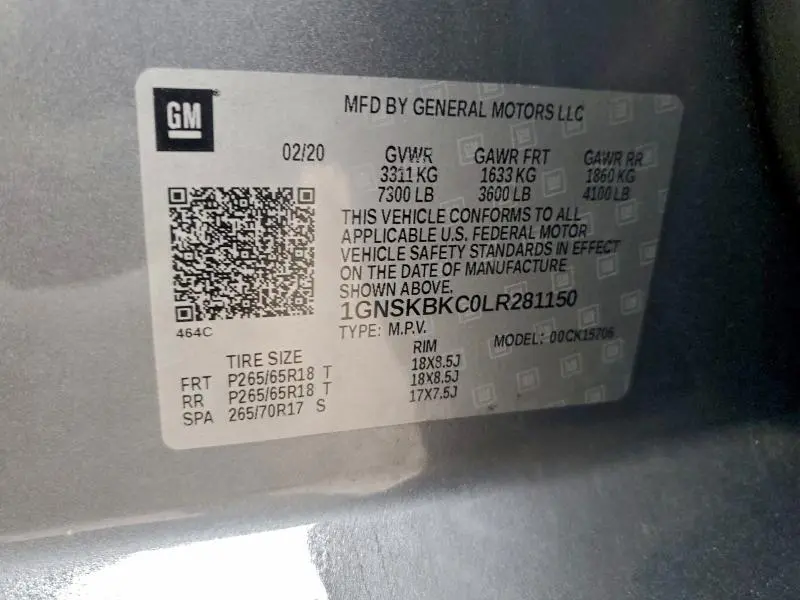 GM
MFD BY GENERAL MOTORS LLC
02/20 GVWR GAWR FRT GAWR RR
3311 KG 1633 KG 1860 KG
7300 LB 3600 LB 4100 LB
THIS VEHICLE CONFORMS TO ALL
APPLICABLE U.S. FEDERAL MOTOR
VEHICLE SAFETY STANDARDS IN EFFECT
ON THE DATE OF MANUFACTURE
SHOWN ABOVE.
1GNSKBKC0LR281150
464C
TYPE: M.P.V. MODEL: 00CK15706
TIRE SIZE RIM
FRT P265/65R18 T 18X8.5J
RR P265/65R18 T 18X8.5J
SPA 265/70R17 S 17X7.5J